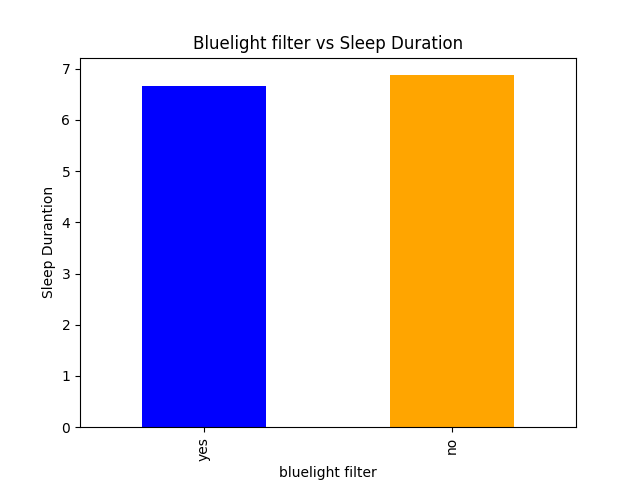 Bluelight filter vs Sleep Duration
Sleep Durantion
7
6
5
4
3
2
1
0
yes
no
bluelight filter